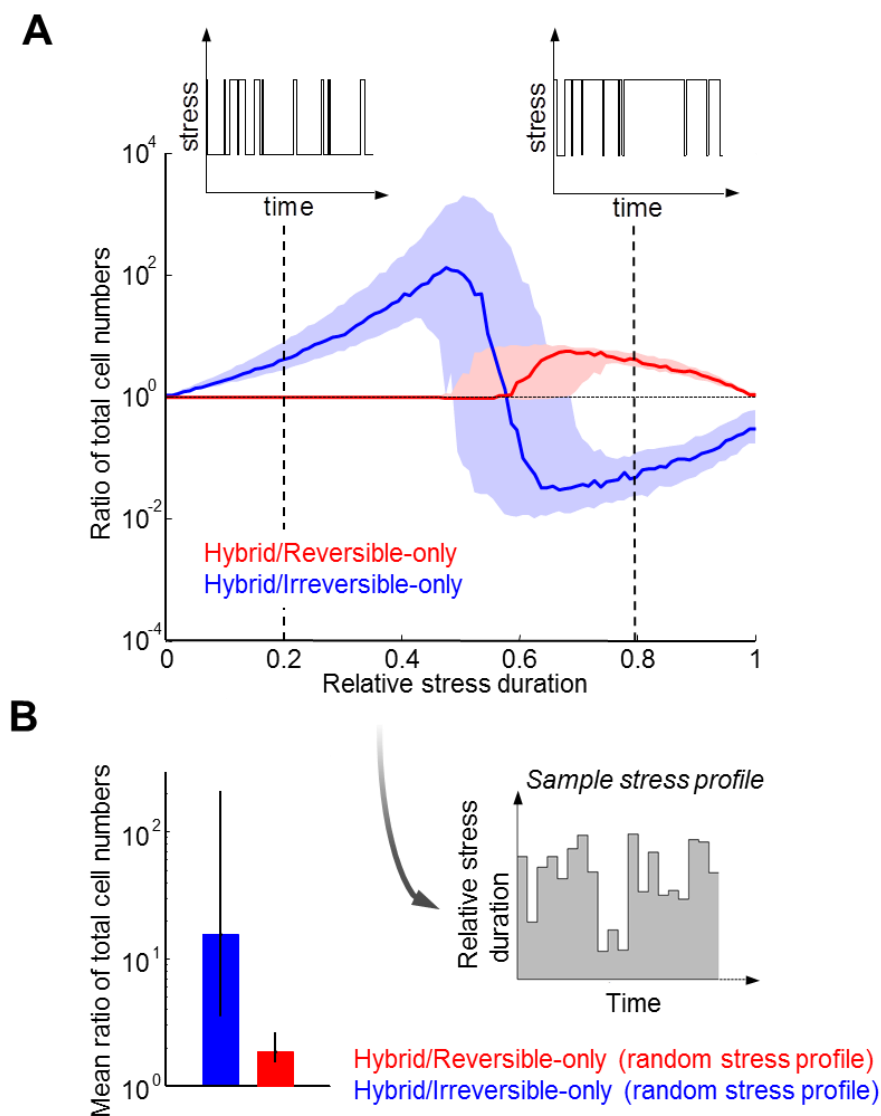 A
stress
time
stress
time
Ratio of total cell numbers
10^4
10^2
10^0
10^-2
10^-4
Hybrid/Reversible-only
Hybrid/Irreversible-only
0
0.2
0.4
0.6
0.8
1
Relative stress duration
B
Mean ratio of total cell numbers
10^2
10^1
10^0
Sample stress profile
Relative stress
duration
Time
Hybrid/Reversible-only (random stress profile)
Hybrid/Irreversible-only (random stress profile)